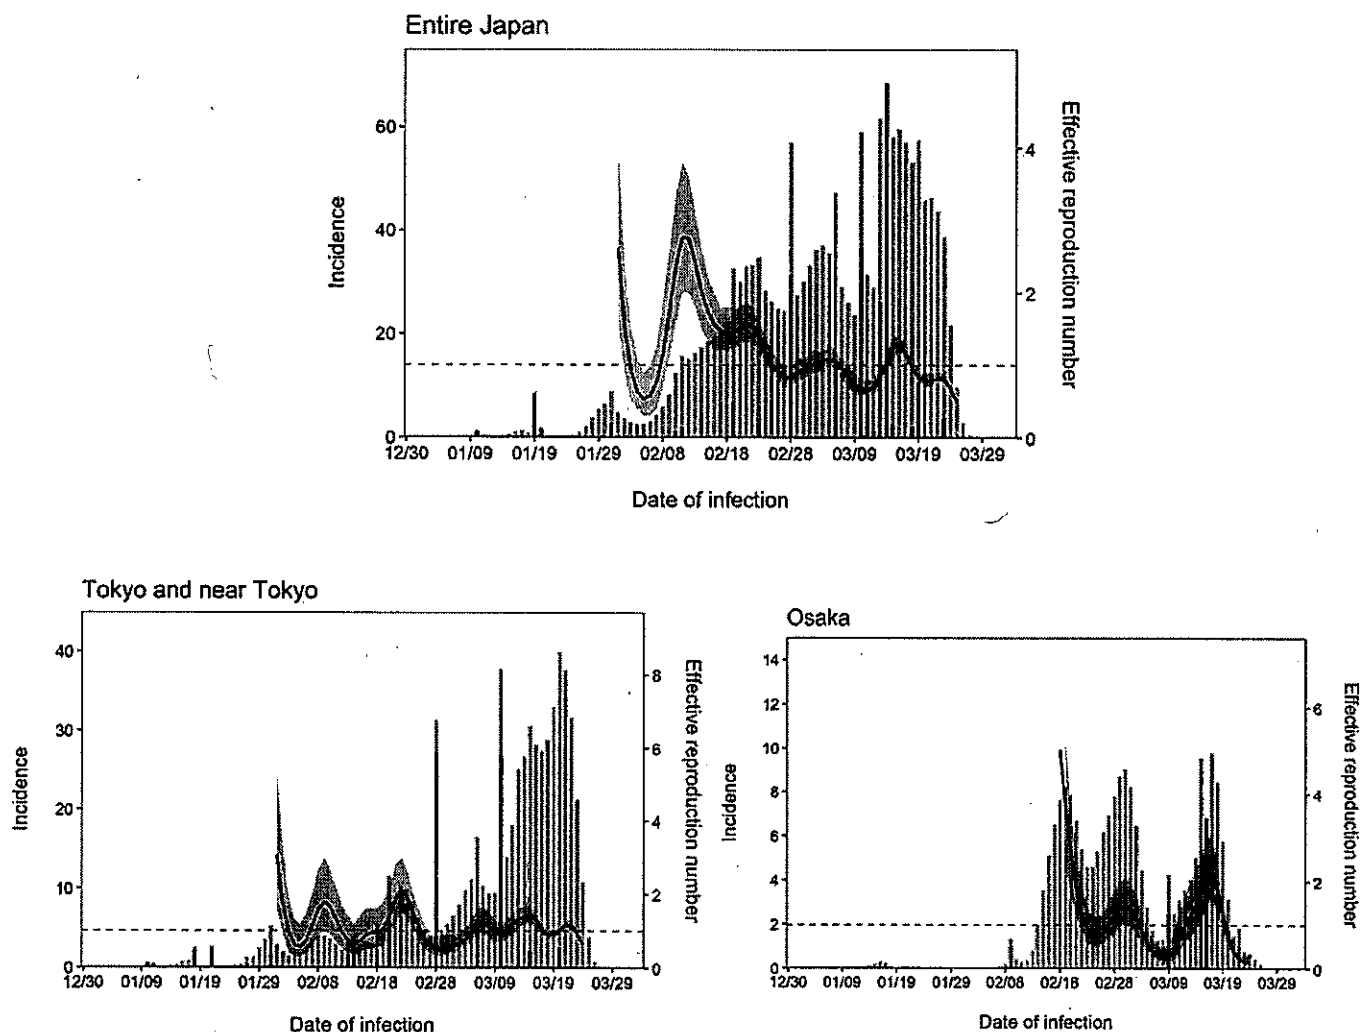 Entire Japan
60
40
20
0
Incidence
4
2
0
Effective reproduction number
12/30 01/09 01/19 01/29 02/08 02/18 02/28 03/09 03/19 03/29
Date of infection
Tokyo and near Tokyo
40
30
20
10
0
Incidence
8
6
4
2
0
Effective reproduction number
12/30 01/09 01/19 01/29 02/08 02/18 02/28 03/09 03/19 03/29
Date of infection
Osaka
14
12
10
8
6
4
2
0
Incidence
6
4
2
0
Effective reproduction number
12/30 01/09 01/19 01/29 02/08 02/18 02/28 03/09 03/19 03/29
Date of infection